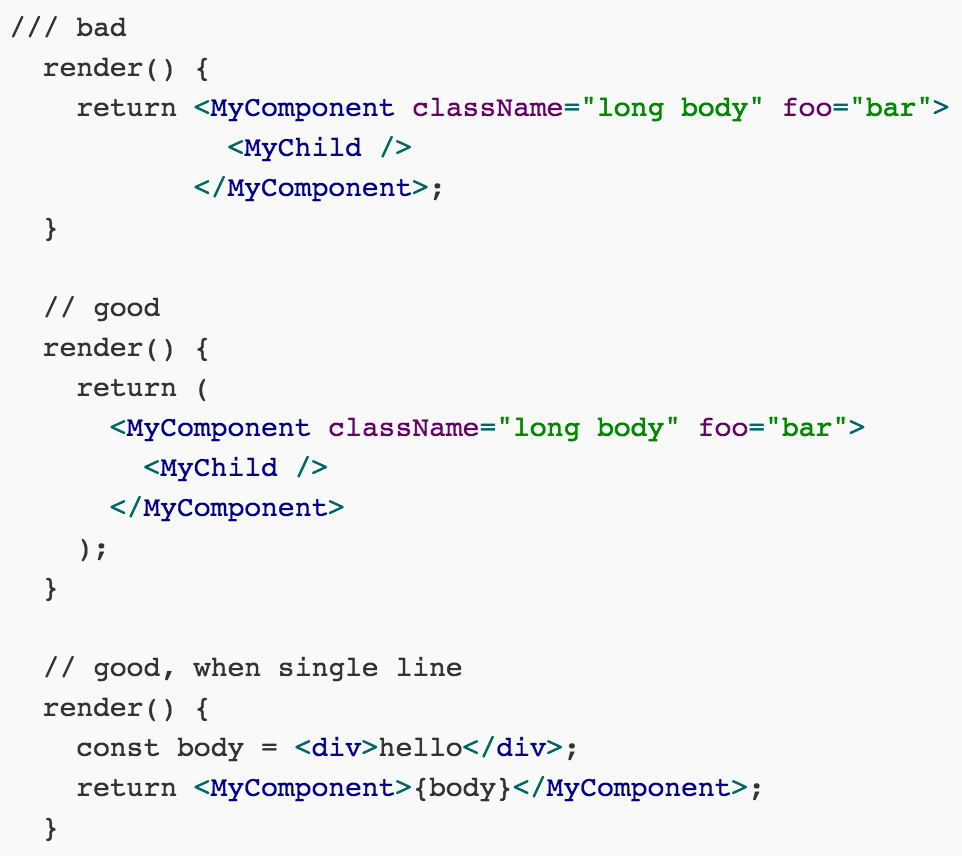 /// bad
  render() {
    return <MyComponent className="long body" foo="bar">
             <MyChild />
           </MyComponent>;
  }

  // good
  render() {
    return (
      <MyComponent className="long body" foo="bar">
        <MyChild />
      </MyComponent>
    );
  }

  // good, when single line
  render() {
    const body = <div>hello</div>;
    return <MyComponent>{body}</MyComponent>;
  }